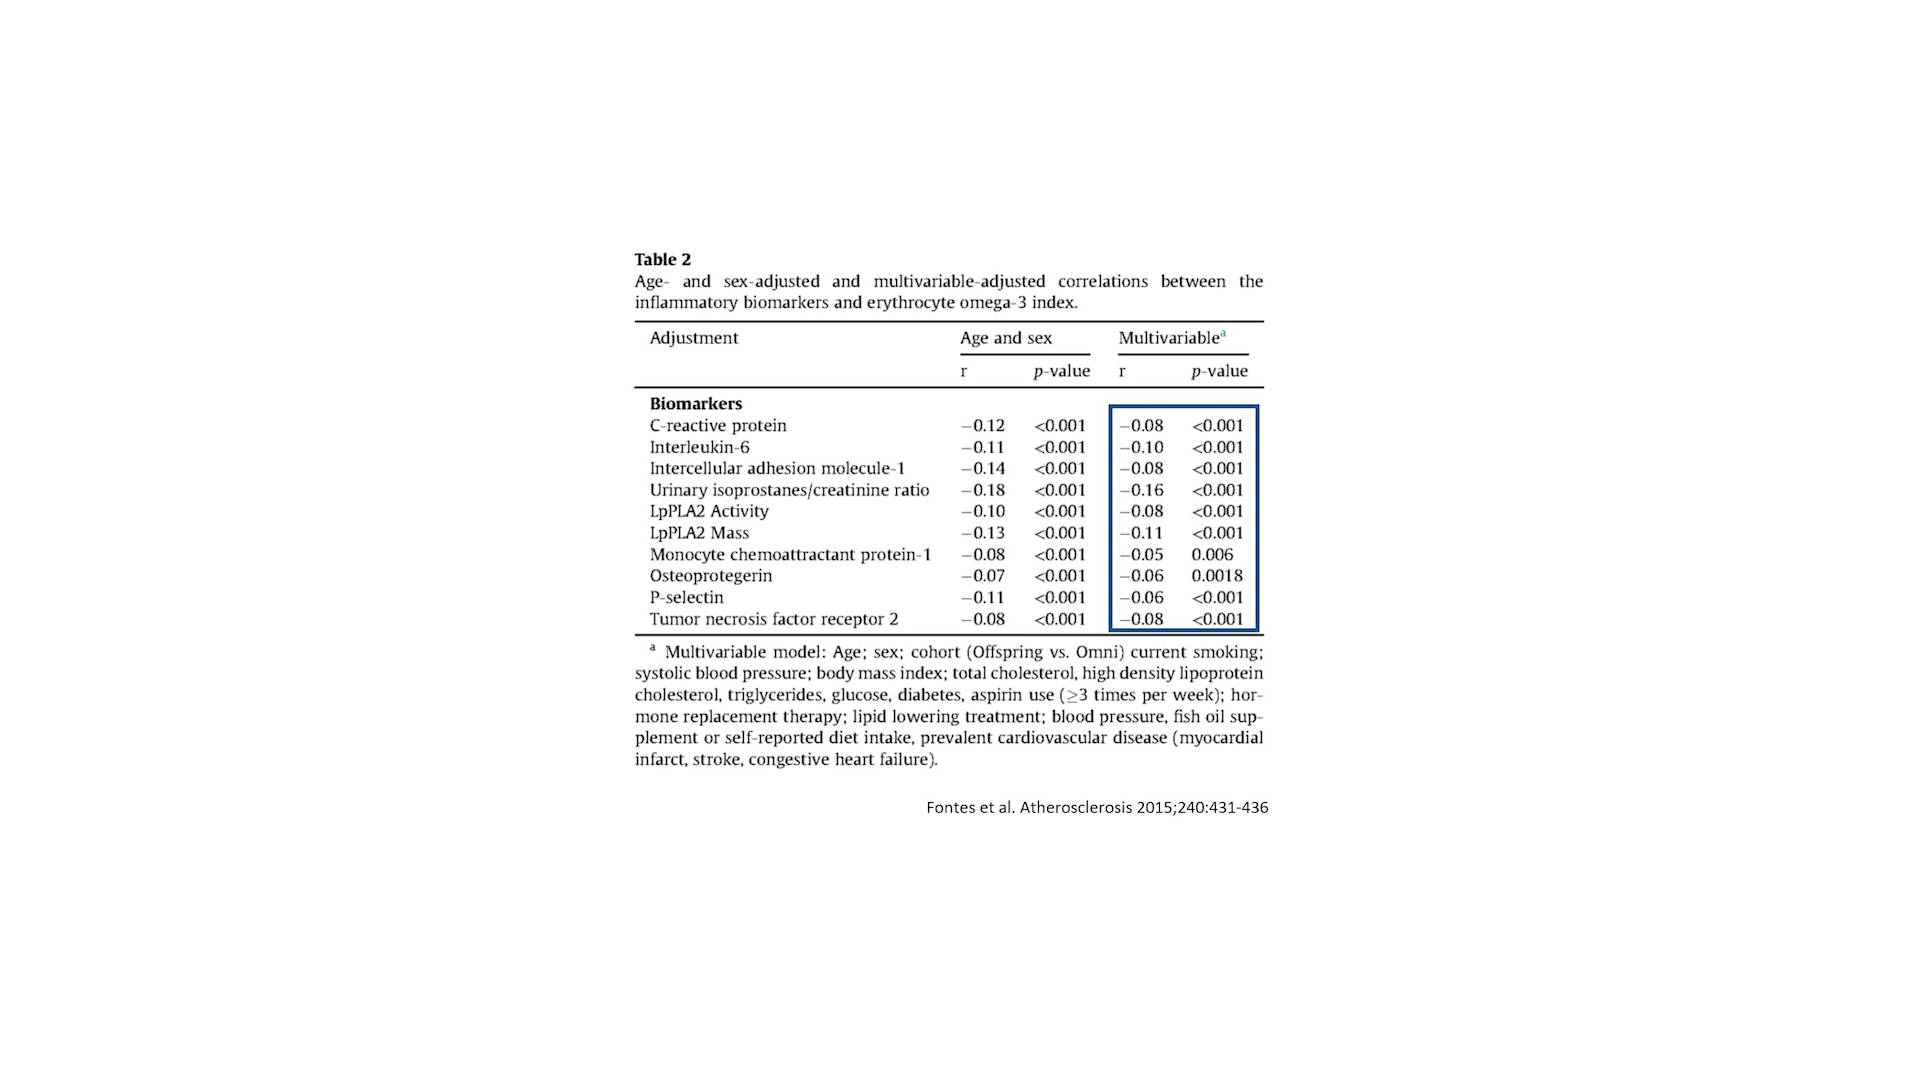 Table 2
Age- and sex-adjusted and multivariable-adjusted correlations between the
inflammatory biomarkers and erythrocyte omega-3 index.
Adjustment Age and sex Multivariableᵃ
r p-value r p-value
Biomarkers
C-reactive protein −0.12 <0.001 −0.08 <0.001
Interleukin-6 −0.11 <0.001 −0.10 <0.001
Intercellular adhesion molecule-1 −0.14 <0.001 −0.08 <0.001
Urinary isoprostanes/creatinine ratio −0.18 <0.001 −0.16 <0.001
LpPLA2 Activity −0.10 <0.001 −0.08 <0.001
LpPLA2 Mass −0.13 <0.001 −0.11 <0.001
Monocyte chemoattractant protein-1 −0.08 <0.001 −0.05 0.006
Osteoprotegerin −0.07 <0.001 −0.06 0.0018
P-selectin −0.11 <0.001 −0.06 <0.001
Tumor necrosis factor receptor 2 −0.08 <0.001 −0.08 <0.001
ᵃ Multivariable model: Age; sex; cohort (Offspring vs. Omni) current smoking;
systolic blood pressure; body mass index; total cholesterol, high density lipoprotein
cholesterol, triglycerides, glucose, diabetes, aspirin use (≥3 times per week); hor-
mone replacement therapy; lipid lowering treatment; blood pressure, fish oil sup-
plement or self-reported diet intake, prevalent cardiovascular disease (myocardial
infarct, stroke, congestive heart failure).
Fontes et al. Atherosclerosis 2015;240:431-436